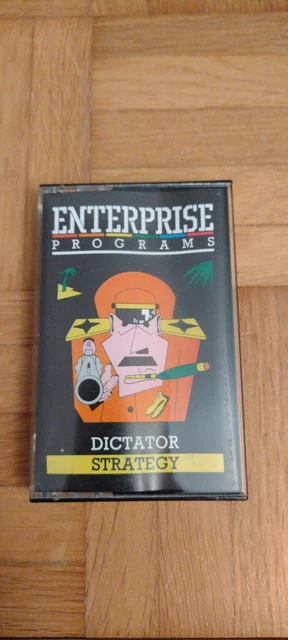 ENTERPRISE
PROGRAMS
DICTATOR
STRATEGY